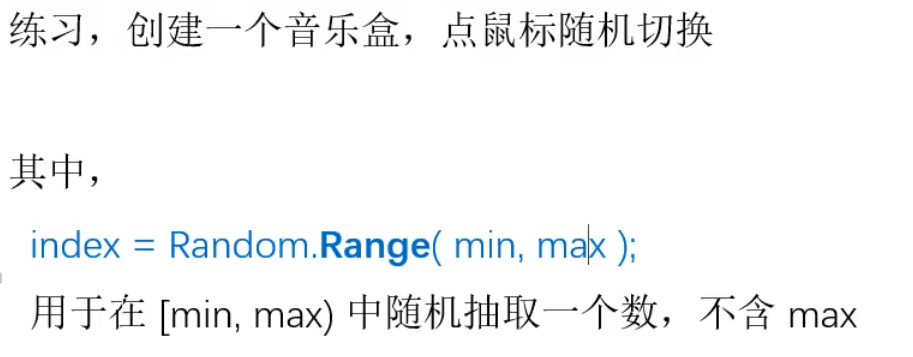 练习，创建一个音乐盒，点鼠标随机切换
其中，
index = Random.Range( min, max );
用于在 [min, max) 中随机抽取一个数，不含 max